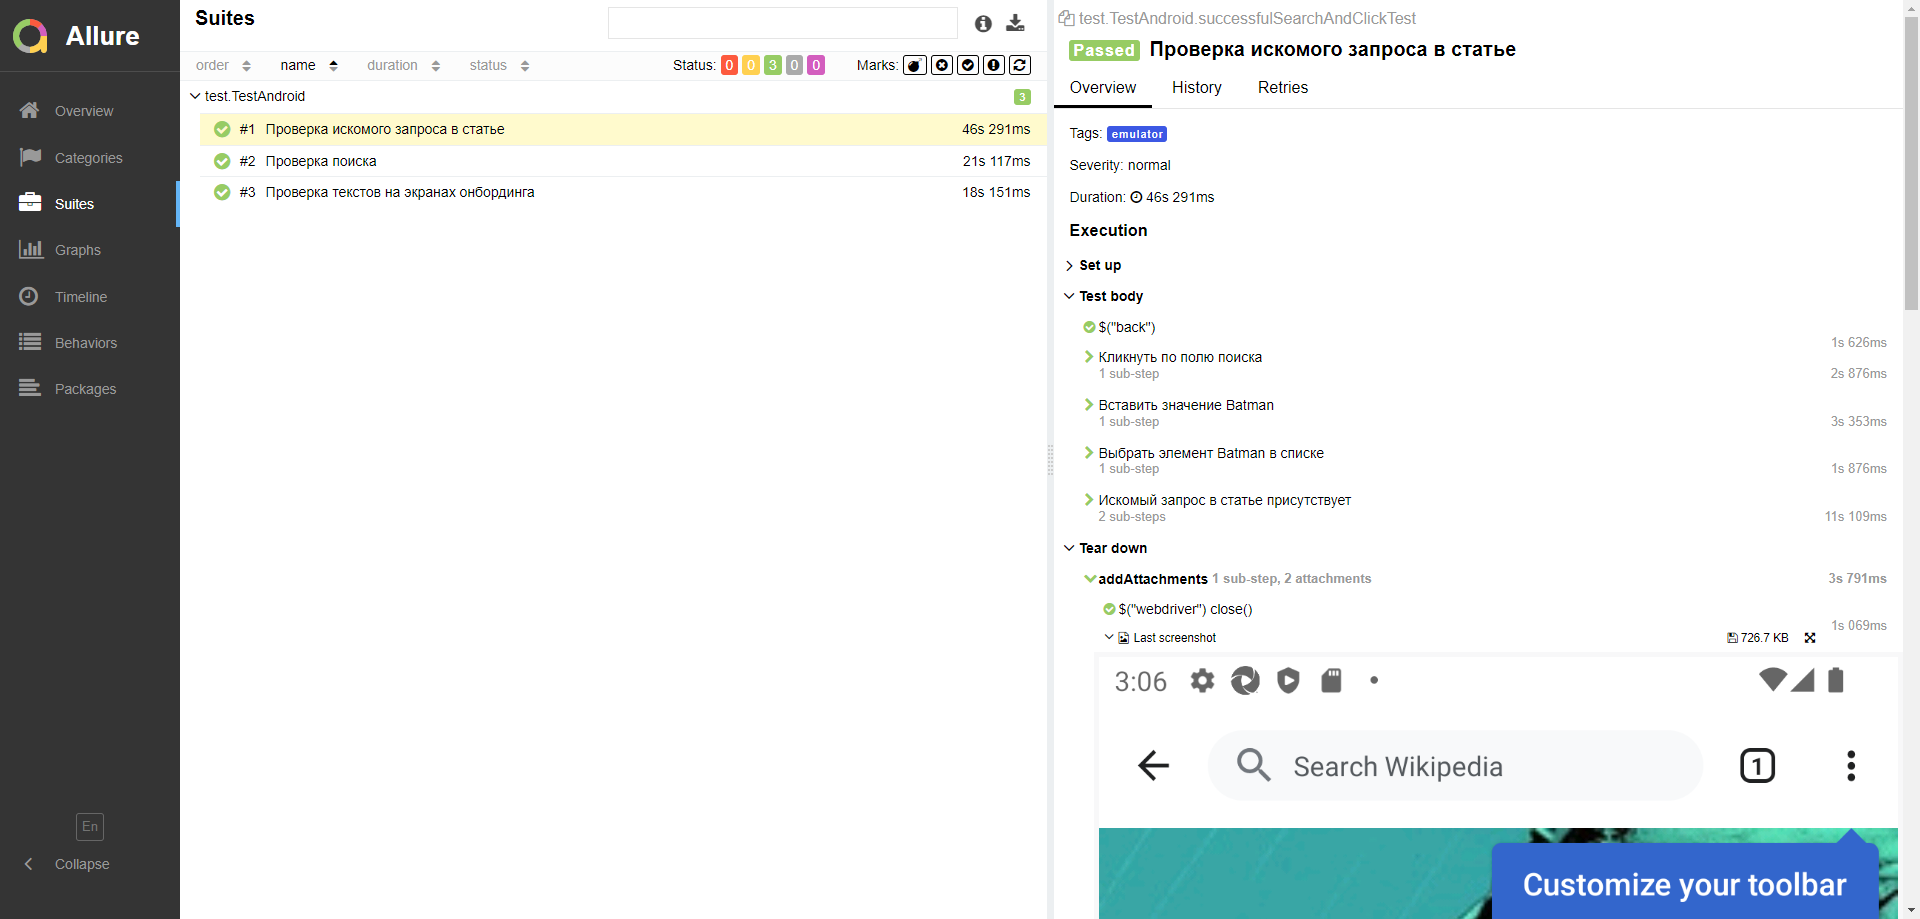 Allure
Overview
Categories
Suites
Graphs
Timeline
Behaviors
Packages
En
Collapse
Suites
order name duration status Status: 0 0 3 0 0 Marks:
test.TestAndroid 3
#1 Проверка искомого запроса в статье 46s 291ms
#2 Проверка поиска 21s 117ms
#3 Проверка текстов на экранах онбординга 18s 151ms
test.TestAndroid.successfulSearchAndClickTest
Passed Проверка искомого запроса в статье
Overview History Retries
Tags: emulator
Severity: normal
Duration: 46s 291ms
Execution
Set up
Test body
$("back")
1s 626ms
Кликнуть по полю поиска
1 sub-step 2s 876ms
Вставить значение Batman
1 sub-step 3s 353ms
Выбрать элемент Batman в списке
1 sub-step 1s 876ms
Искомый запрос в статье присутствует
2 sub-steps 11s 109ms
Tear down
addAttachments 1 sub-step, 2 attachments 3s 791ms
$("webdriver") close()
1s 069ms
Last screenshot 726.7 KB
3:06
Search Wikipedia 1
Customize your toolbar